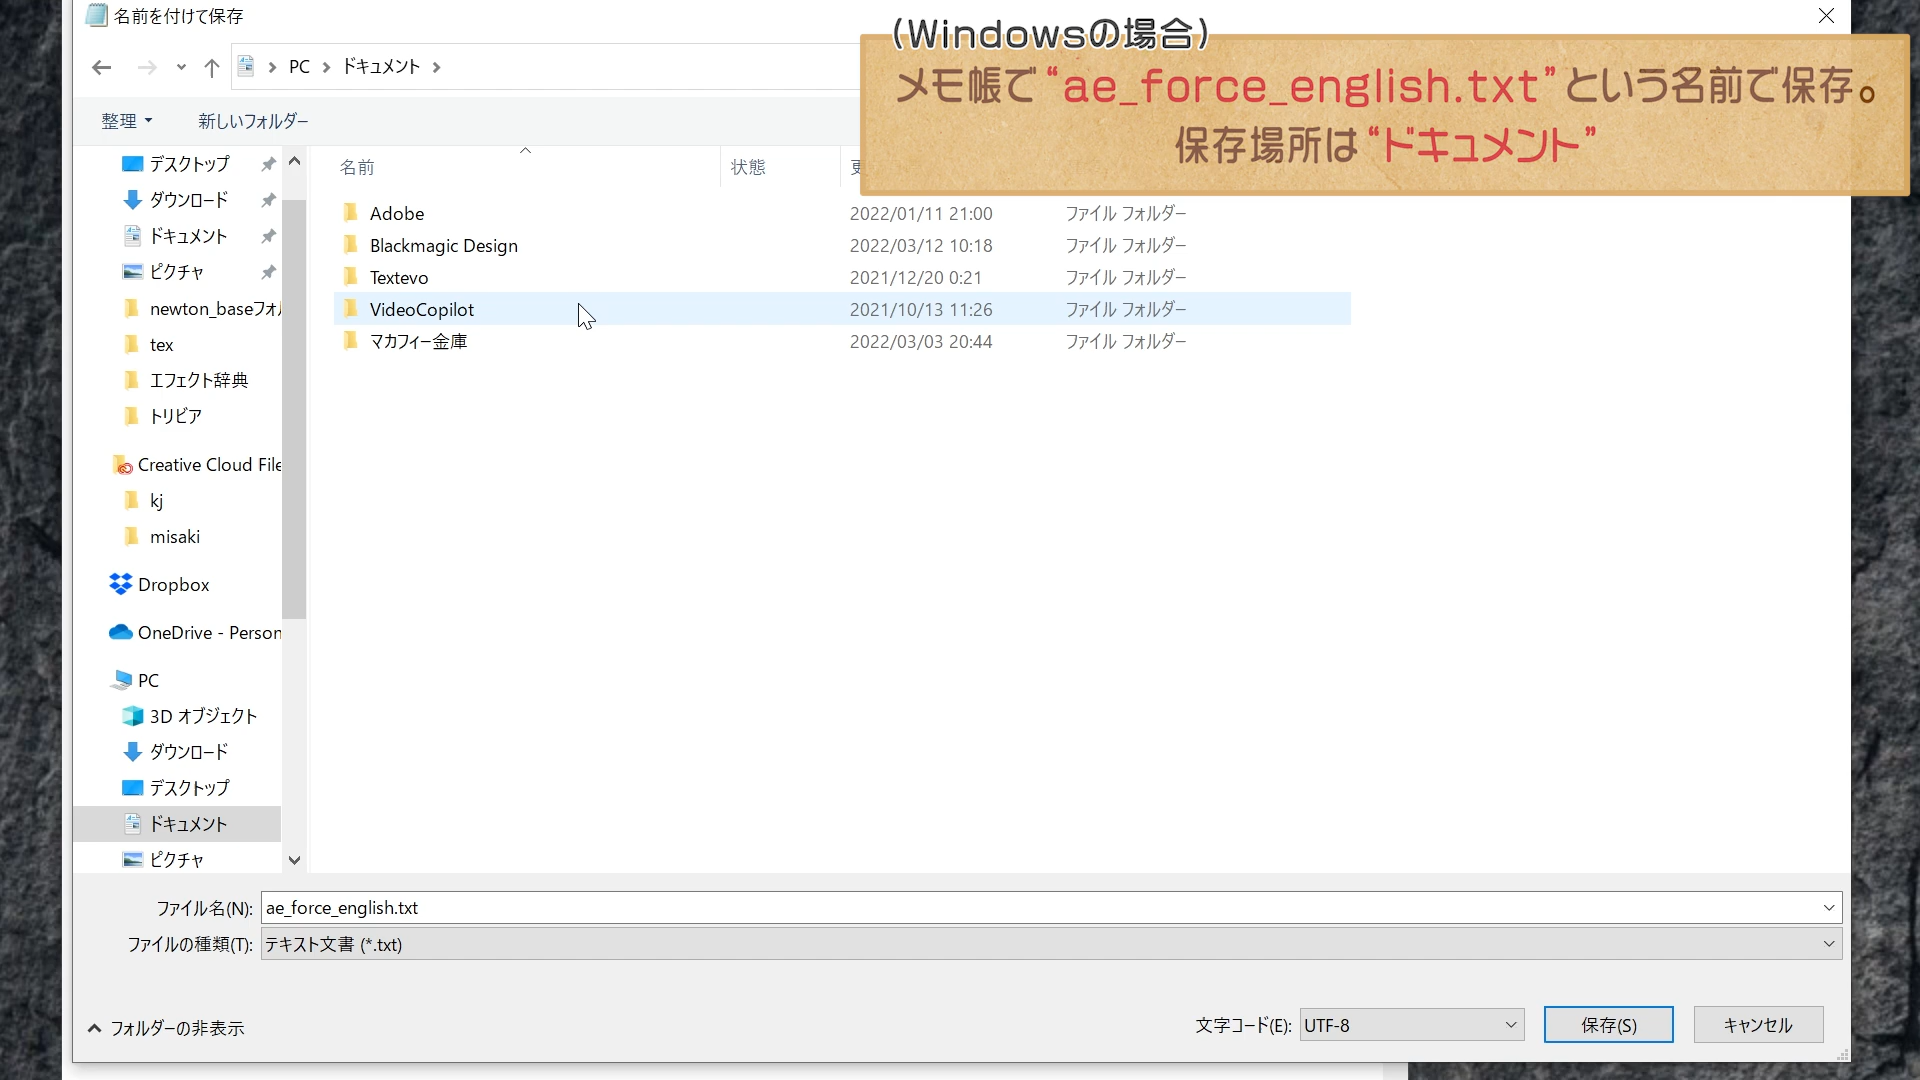 名前を付けて保存
(Windowsの場合)
メモ帳で“ae_force_english.txt”という名前で保存。
保存場所は“ドキュメント”
PC ドキュメント
整理 新しいフォルダー
名前 状態
デスクトップ
ダウンロード
ドキュメント
ピクチャ
newton_baseフォル
tex
エフェクト辞典
トリビア
Creative Cloud File
kj
misaki
Dropbox
OneDrive - Person
PC
3D オブジェクト
ダウンロード
デスクトップ
ドキュメント
ピクチャ
Adobe 2022/01/11 21:00 ファイル フォルダー
Blackmagic Design 2022/03/12 10:18 ファイル フォルダー
Textevo 2021/12/20 0:21 ファイル フォルダー
VideoCopilot 2021/10/13 11:26 ファイル フォルダー
マカフィー金庫 2022/03/03 20:44 ファイル フォルダー
ファイル名(N): ae_force_english.txt
ファイルの種類(T): テキスト文書 (*.txt)
フォルダーの非表示
文字コード(E): UTF-8 保存(S) キャンセル